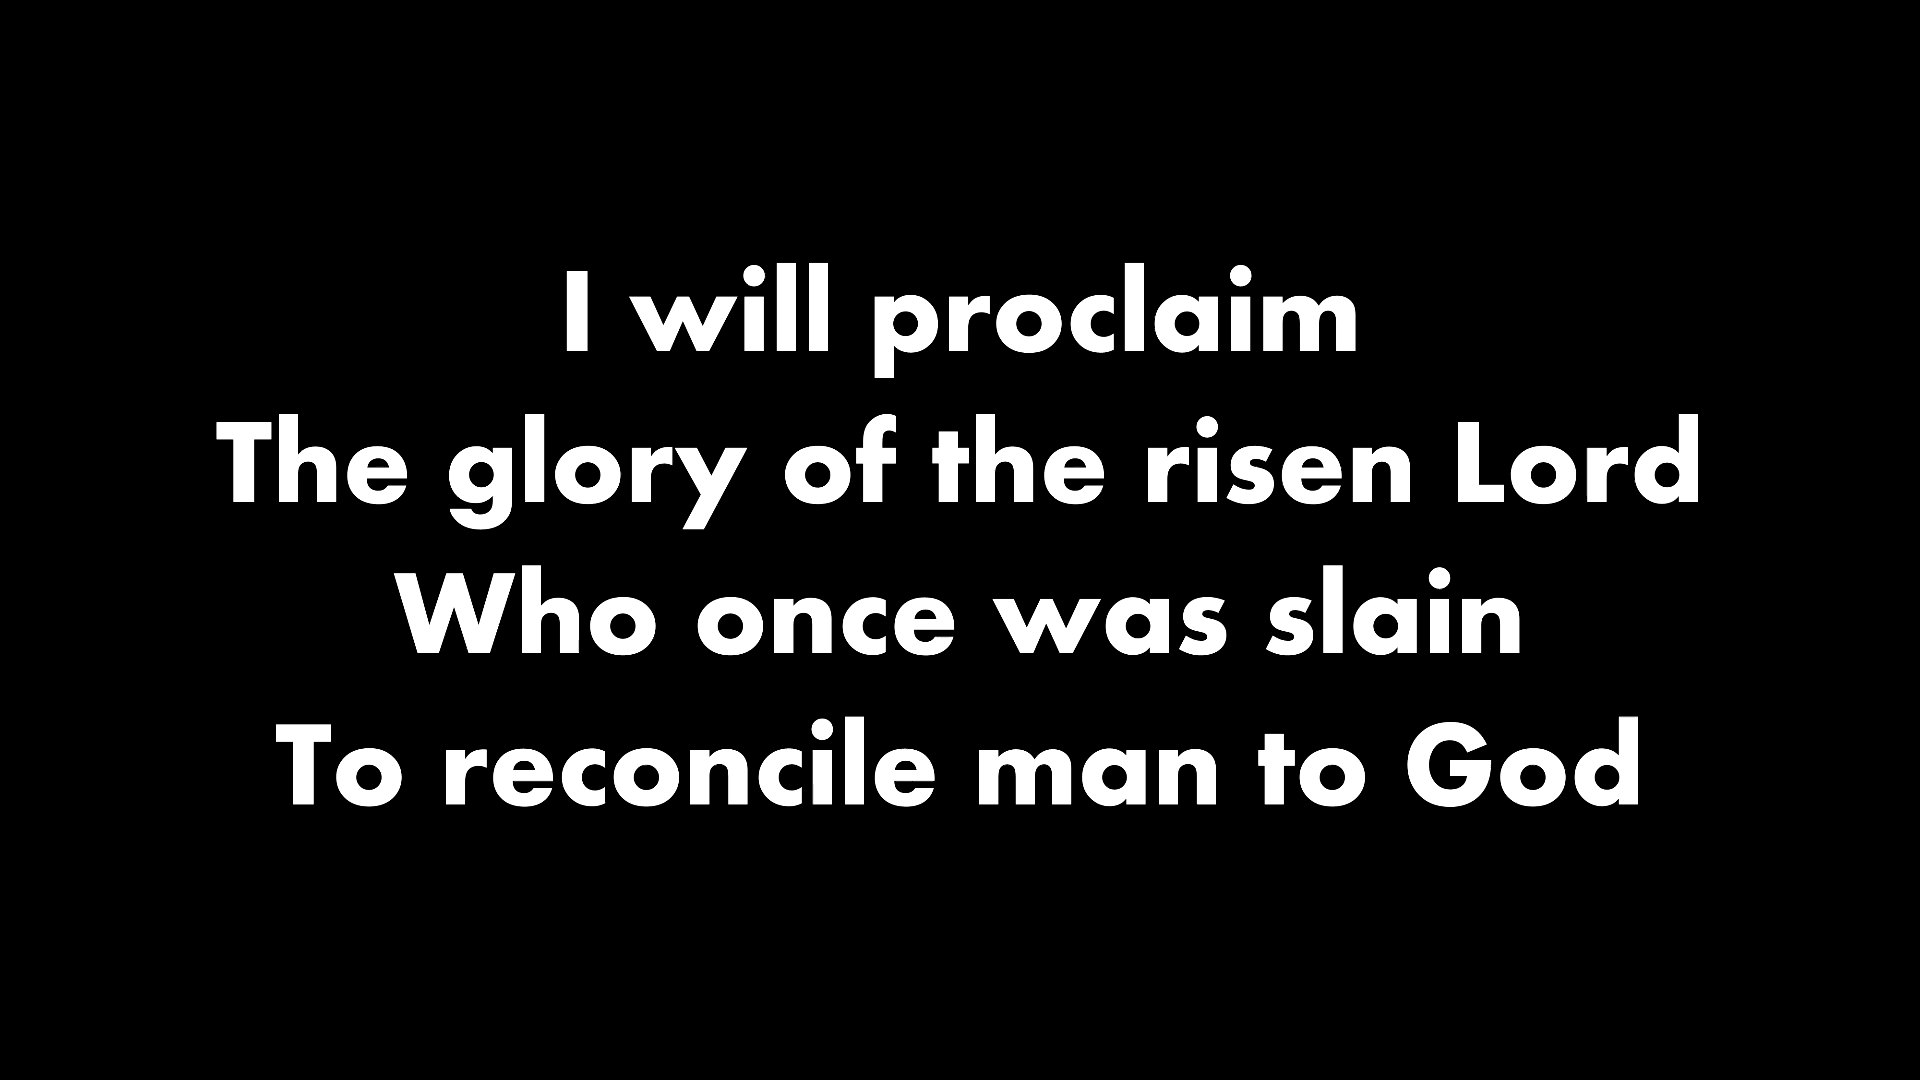 I will proclaim
The glory of the risen Lord
Who once was slain
To reconcile man to God